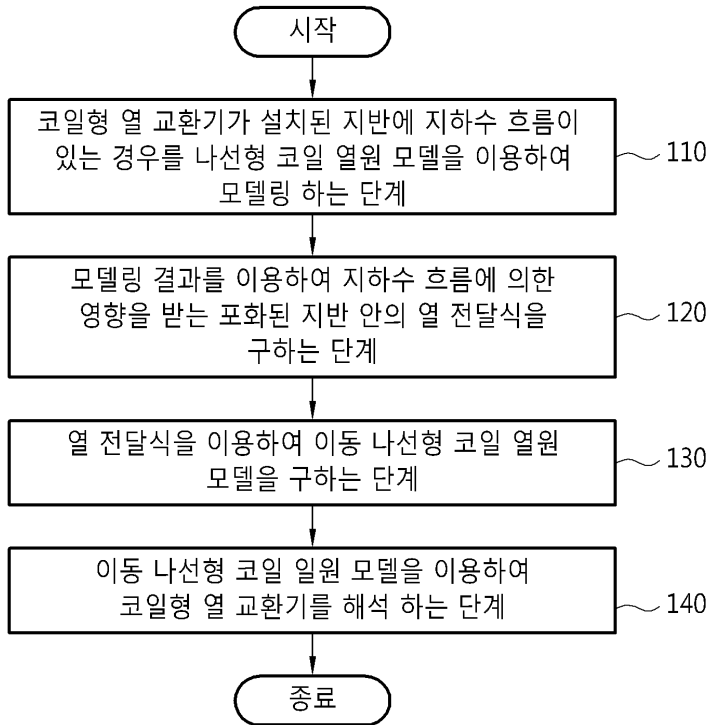 시작
코일형 열 교환기가 설치된 지반에 지하수 흐름이
있는 경우를 나선형 코일 열원 모델을 이용하여
모델링 하는 단계
110
모델링 결과를 이용하여 지하수 흐름에 의한
영향을 받는 포화된 지반 안의 열 전달식을
구하는 단계
120
열 전달식을 이용하여 이동 나선형 코일 열원
모델을 구하는 단계
130
이동 나선형 코일 일원 모델을 이용하여
코일형 열 교환기를 해석 하는 단계
140
종료